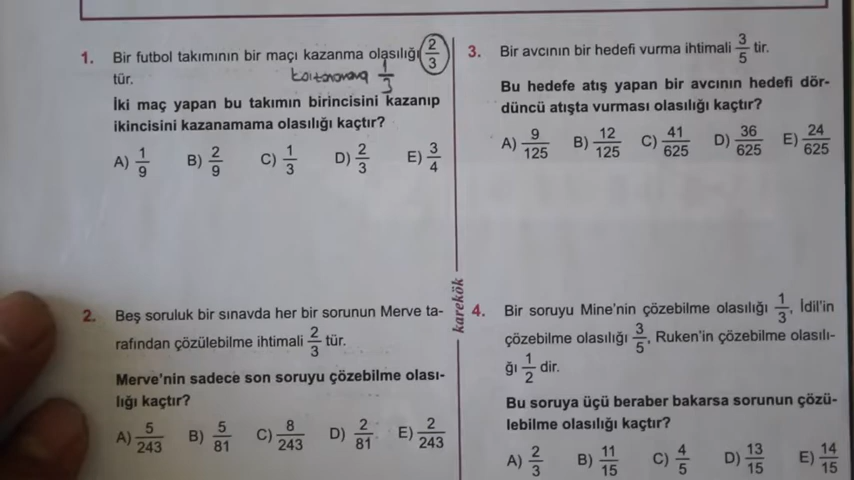 1. Bir futbol takımının bir maçı kazanma olasılığı 2/3
tür.
1/3
İki maç yapan bu takımın birincisini kazanıp
ikincisini kazanamama olasılığı kaçtır?
A) 1/9 B) 2/9 C) 1/3 D) 2/3 E) 3/4
2. Beş soruluk bir sınavda her bir sorunun Merve ta-
rafından çözülebilme ihtimali 2/3 tür.
Merve'nin sadece son soruyu çözebilme olası-
lığı kaçtır?
A) 5/243 B) 5/81 C) 8/243 D) 2/81 E) 2/243
karekök
3. Bir avcının bir hedefi vurma ihtimali 3/5 tir.
Bu hedefe atış yapan bir avcının hedefi dör-
düncü atışta vurması olasılığı kaçtır?
A) 9/125 B) 12/125 C) 41/625 D) 36/625 E) 24/625
4. Bir soruyu Mine'nin çözebilme olasılığı 1/3, İdil'in
çözebilme olasılığı 3/5, Ruken'in çözebilme olasılı-
ğı 1/2 dir.
Bu soruya üçü beraber bakarsa sorunun çözü-
lebilme olasılığı kaçtır?
A) 2/3 B) 11/15 C) 4/5 D) 13/15 E) 14/15